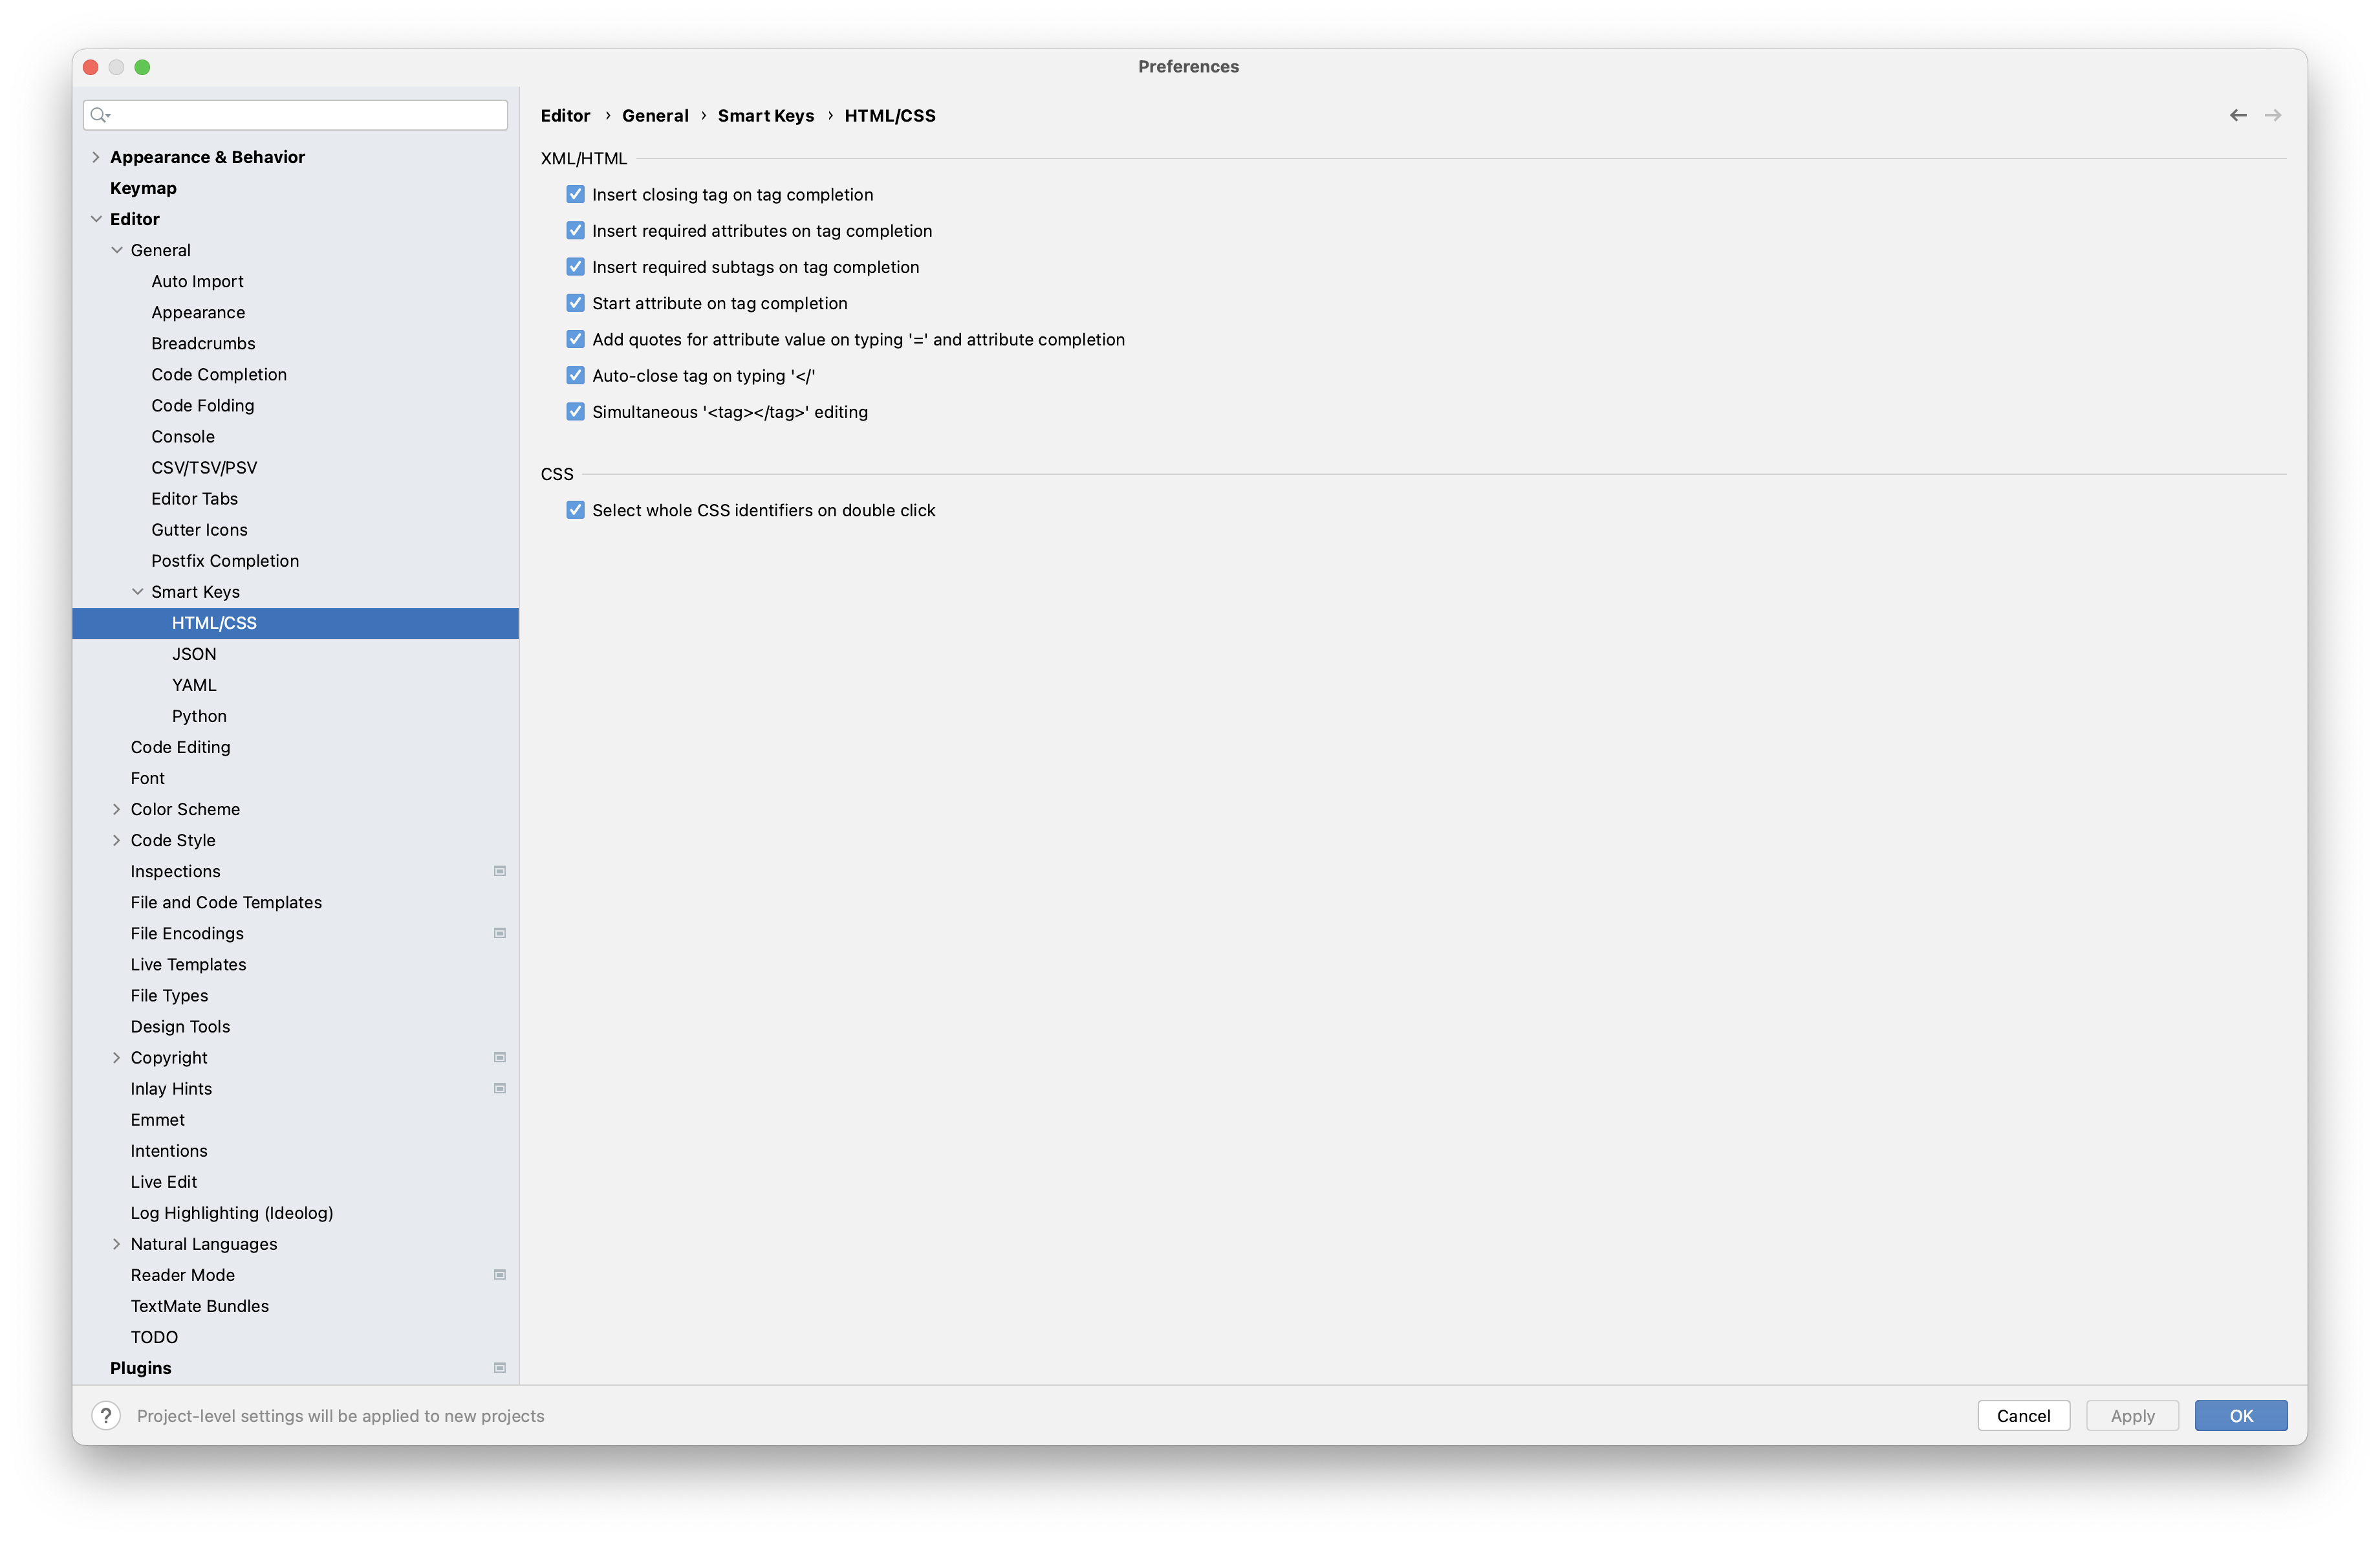 Preferences
Appearance & Behavior
Keymap
Editor
General
Auto Import
Appearance
Breadcrumbs
Code Completion
Code Folding
Console
CSV/TSV/PSV
Editor Tabs
Gutter Icons
Postfix Completion
Smart Keys
HTML/CSS
JSON
YAML
Python
Code Editing
Font
Color Scheme
Code Style
Inspections
File and Code Templates
File Encodings
Live Templates
File Types
Design Tools
Copyright
Inlay Hints
Emmet
Intentions
Live Edit
Log Highlighting (Ideolog)
Natural Languages
Reader Mode
TextMate Bundles
TODO
Plugins
Editor › General › Smart Keys › HTML/CSS
XML/HTML
Insert closing tag on tag completion
Insert required attributes on tag completion
Insert required subtags on tag completion
Start attribute on tag completion
Add quotes for attribute value on typing '=' and attribute completion
Auto-close tag on typing '</'
Simultaneous '<tag></tag>' editing
CSS
Select whole CSS identifiers on double click
? Project-level settings will be applied to new projects
Cancel Apply OK